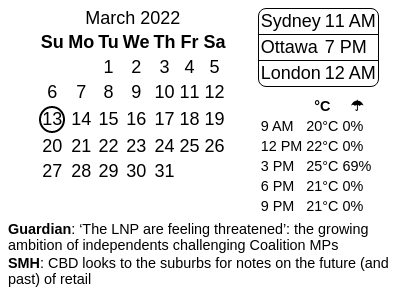 March 2022
Su Mo Tu We Th Fr Sa
1 2 3 4 5
6 7 8 9 10 11 12
13 14 15 16 17 18 19
20 21 22 23 24 25 26
27 28 29 30 31
Sydney 11 AM
Ottawa 7 PM
London 12 AM
°C ☂
9 AM 20°C 0%
12 PM 22°C 0%
3 PM 25°C 69%
6 PM 21°C 0%
9 PM 21°C 0%
Guardian: ‘The LNP are feeling threatened’: the growing
ambition of independents challenging Coalition MPs
SMH: CBD looks to the suburbs for notes on the future (and
past) of retail